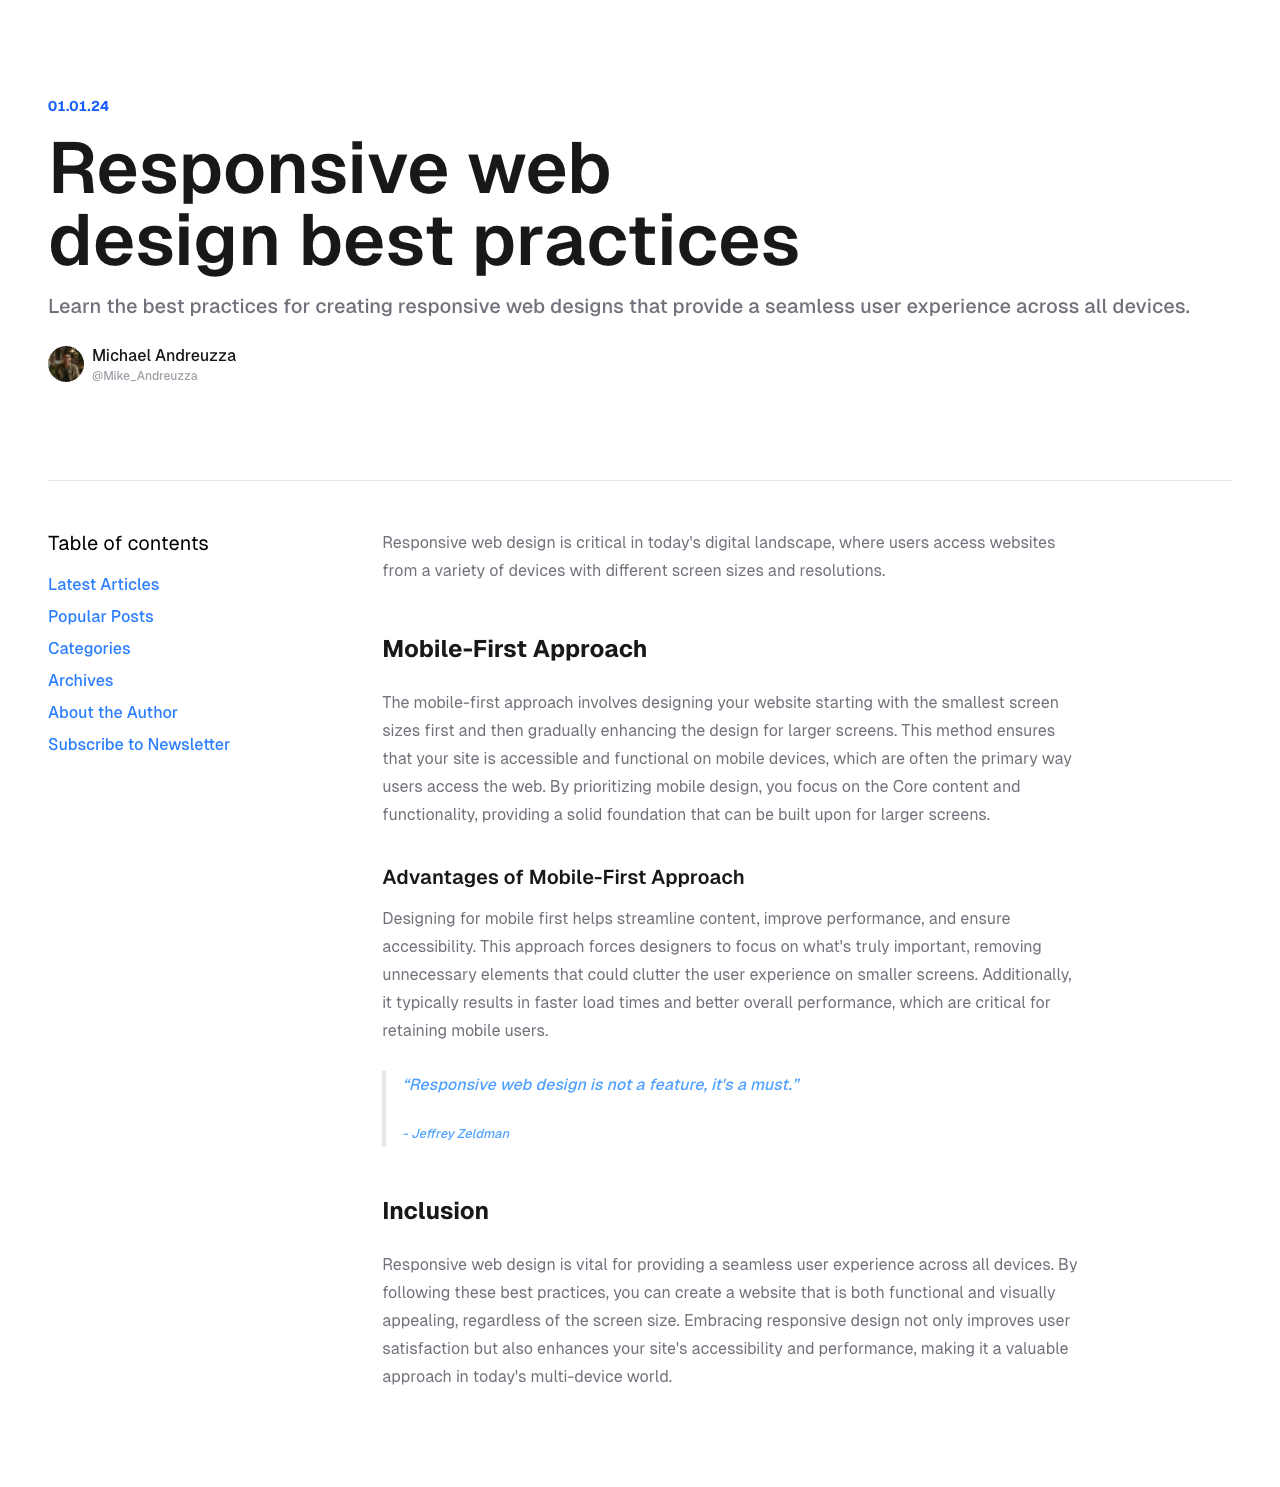 01.01.24
Responsive web
design best practices
Learn the best practices for creating responsive web designs that provide a seamless user experience across all devices.
Michael Andreuzza
@Mike_Andreuzza
Table of contents
Latest Articles
Popular Posts
Categories
Archives
About the Author
Subscribe to Newsletter
Responsive web design is critical in today's digital landscape, where users access websites
from a variety of devices with different screen sizes and resolutions.
Mobile-First Approach
The mobile-first approach involves designing your website starting with the smallest screen
sizes first and then gradually enhancing the design for larger screens. This method ensures
that your site is accessible and functional on mobile devices, which are often the primary way
users access the web. By prioritizing mobile design, you focus on the Core content and
functionality, providing a solid foundation that can be built upon for larger screens.
Advantages of Mobile-First Approach
Designing for mobile first helps streamline content, improve performance, and ensure
accessibility. This approach forces designers to focus on what's truly important, removing
unnecessary elements that could clutter the user experience on smaller screens. Additionally,
it typically results in faster load times and better overall performance, which are critical for
retaining mobile users.
“Responsive web design is not a feature, it's a must.”
- Jeffrey Zeldman
Inclusion
Responsive web design is vital for providing a seamless user experience across all devices. By
following these best practices, you can create a website that is both functional and visually
appealing, regardless of the screen size. Embracing responsive design not only improves user
satisfaction but also enhances your site's accessibility and performance, making it a valuable
approach in today's multi-device world.